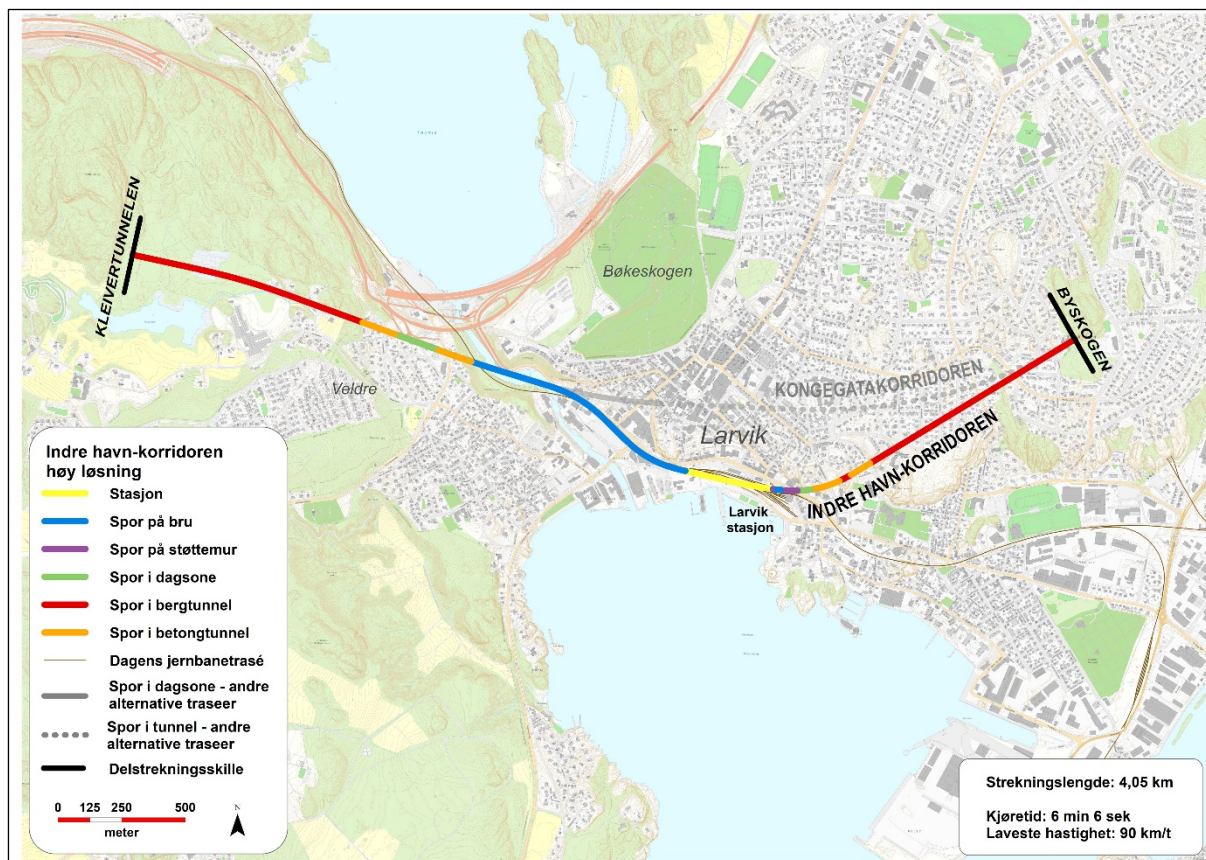 KLEIVERTUNNELEN
Bøkeskogen
BYSKOGEN
KONGEGATAKORRIDOREN
Veldre
Larvik
INDRE HAVN-KORRIDOREN
Larvik
stasjon
Indre havn-korridoren
høy løsning
Stasjon
Spor på bru
Spor på støttemur
Spor i dagsone
Spor i bergtunnel
Spor i betongtunnel
Dagens jernbanetrasé
Spor i dagsone - andre
alternative traseer
Spor i tunnel - andre
alternative traseer
Delstrekningsskille
0 125 250 500
meter
N
Strekningslengde: 4,05 km
Kjøretid: 6 min 6 sek
Laveste hastighet: 90 km/t